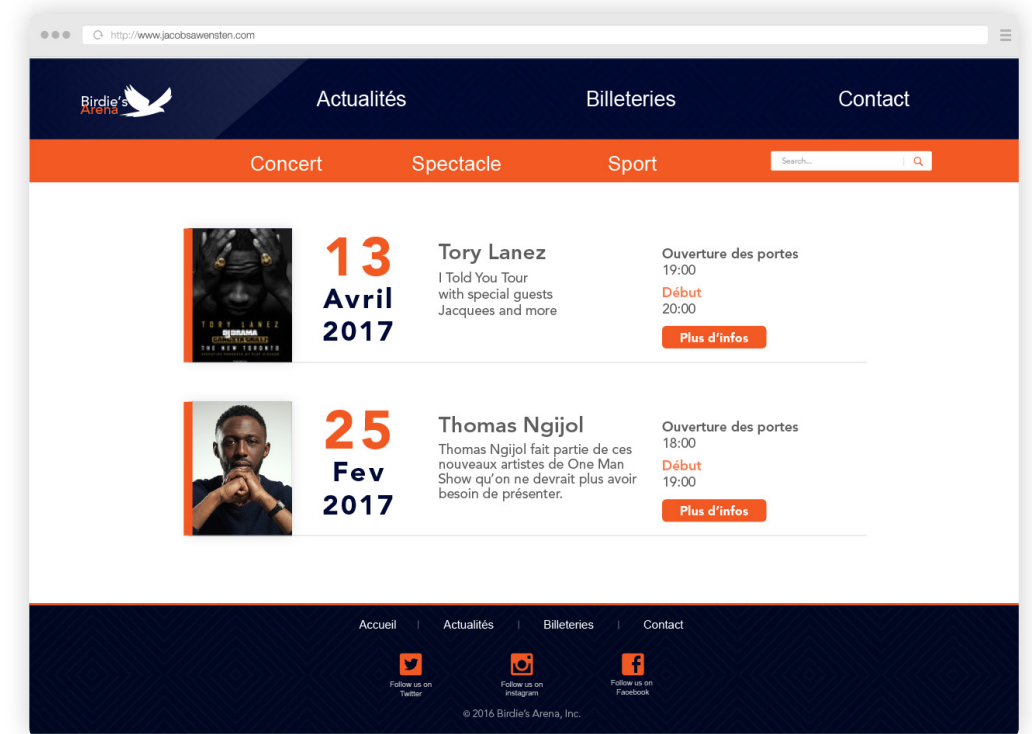 http://www.jacobsawensten.com
Birdie's
Arena
Actualités
Billeteries
Contact
Concert
Spectacle
Sport
Search...
TORY LANEZ
DJ DRAMA
GANGSTA GRILLZ
THE NEW TORONTO
13
Avril
2017
Tory Lanez
I Told You Tour
with special guests
Jacquees and more
Ouverture des portes
19:00
Début
20:00
Plus d'infos
25
Fev
2017
Thomas Ngijol
Thomas Ngijol fait partie de ces
nouveaux artistes de One Man
Show qu'on ne devrait plus avoir
besoin de présenter.
Ouverture des portes
18:00
Début
19:00
Plus d'infos
Accueil | Actualités | Billeteries | Contact
Follow us on
Twitter
Follow us on
instagram
Follow us on
Facebook
© 2016 Birdie's Arena, Inc.